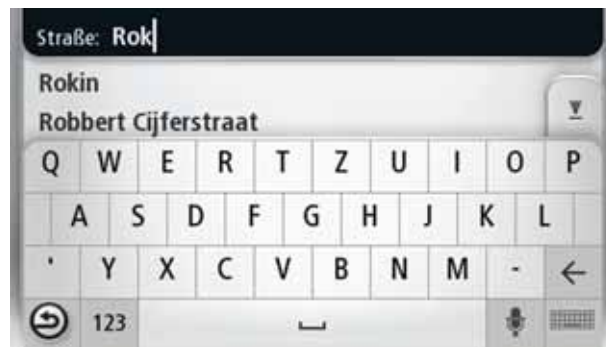 Straße: Rok
Rokin
Robbert Cijferstraat
Q W E R T Z U I O P
A S D F G H J K L
' Y X C V B N M -
123